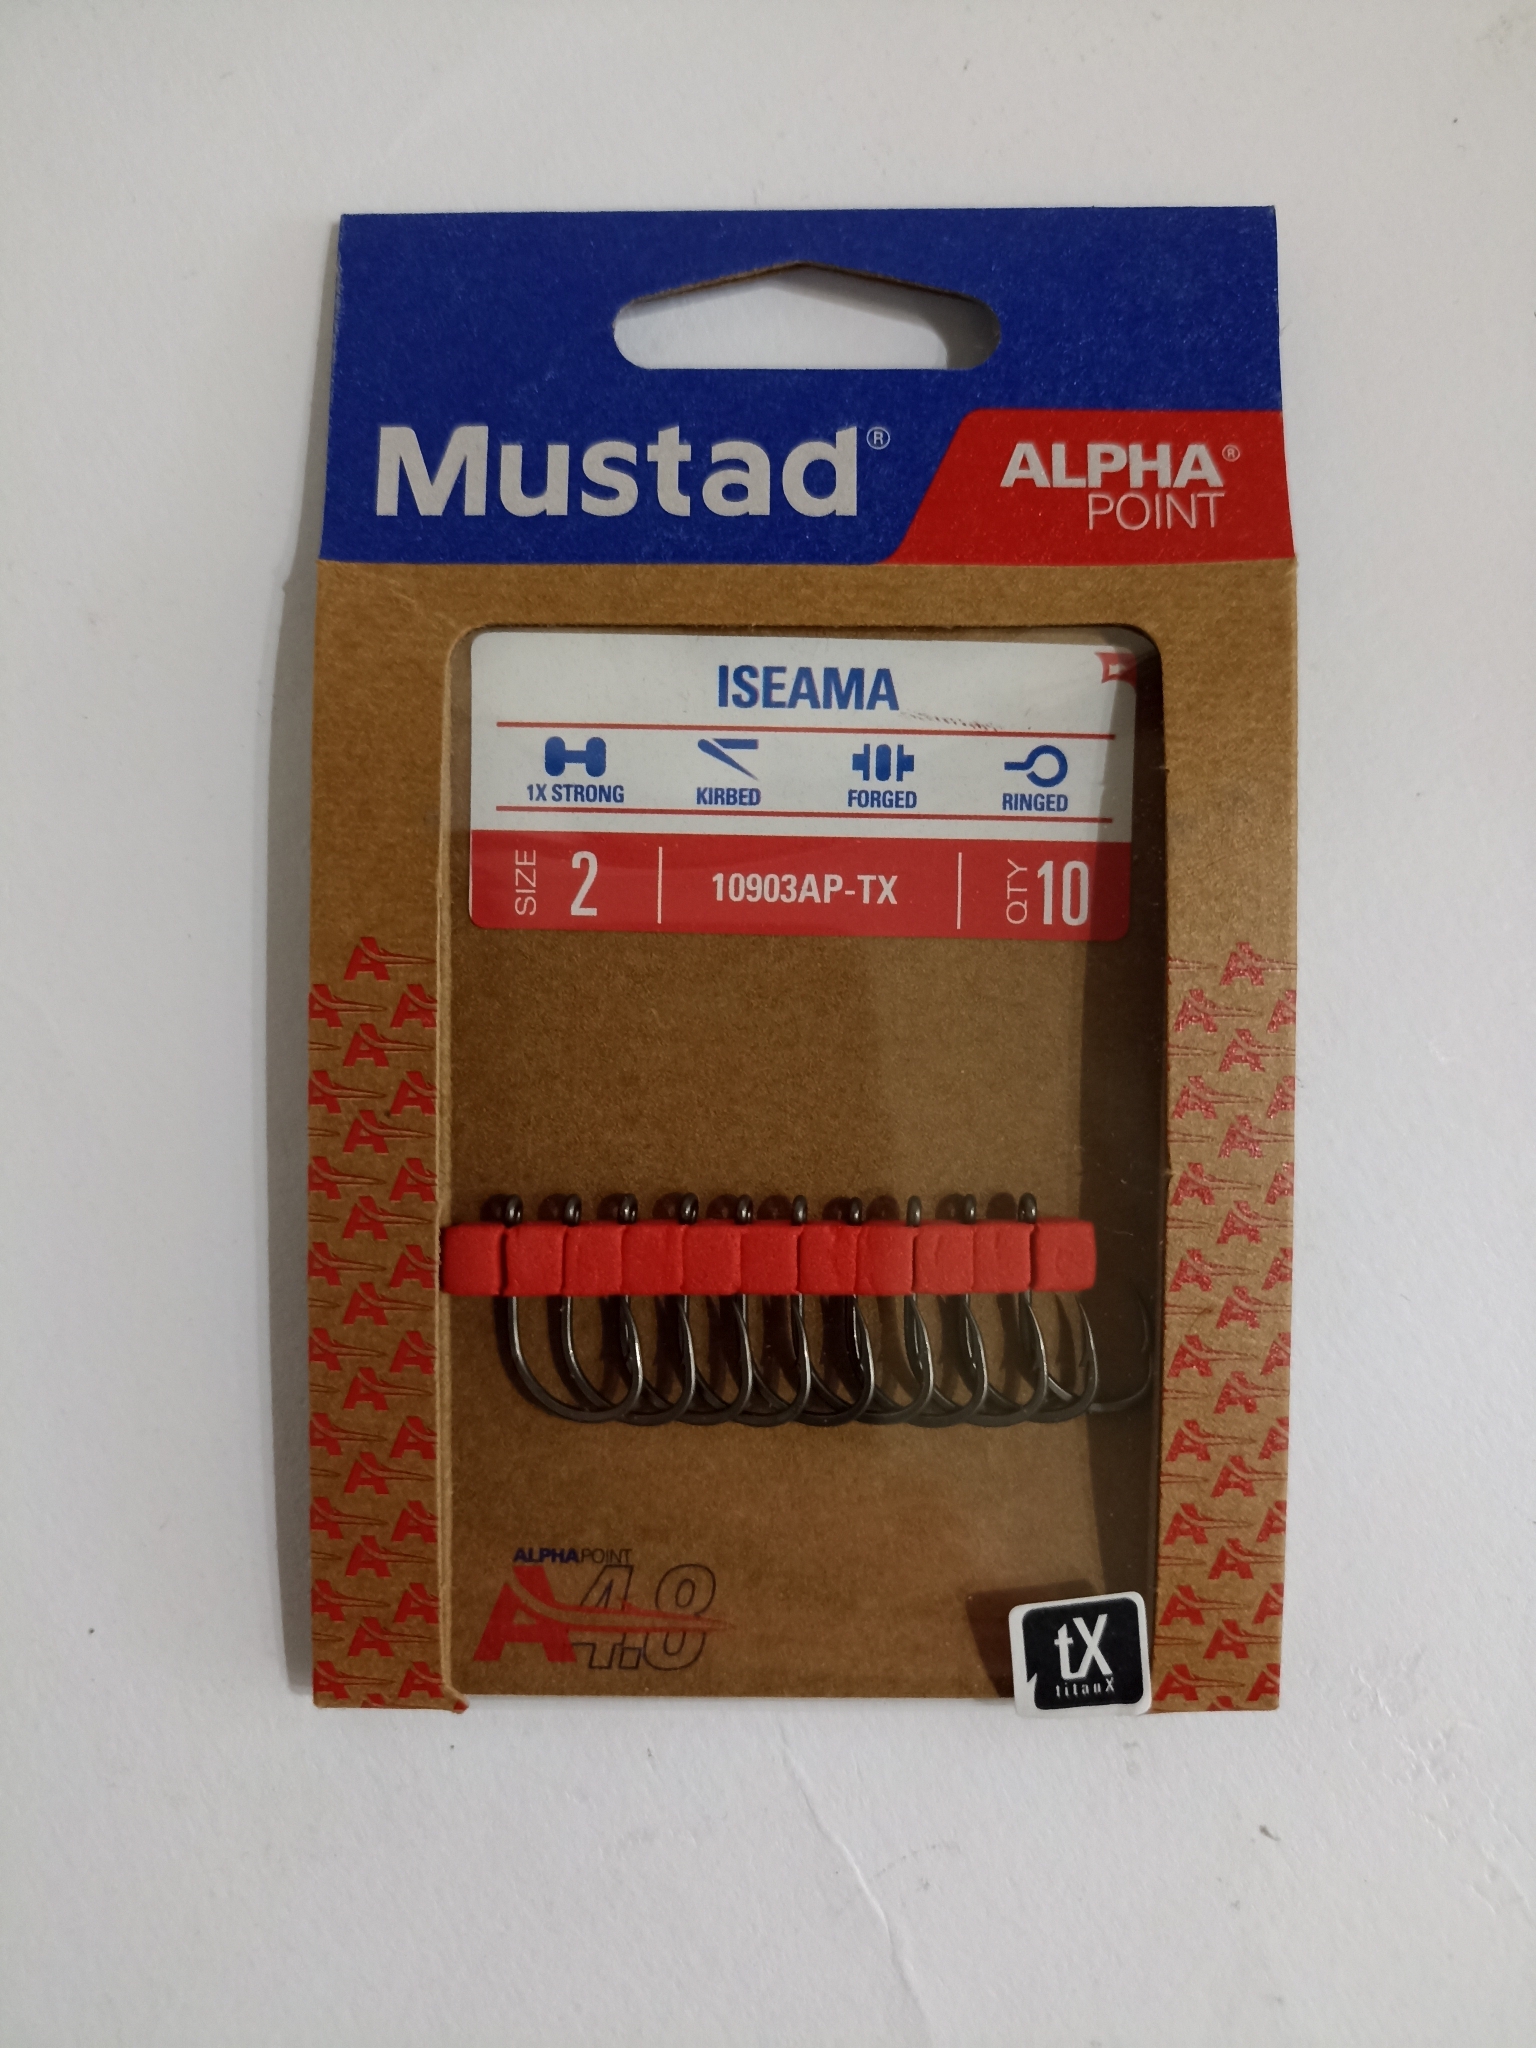 Mustad®
ALPHA®
POINT
ISEAMA
1X STRONG KIRBED FORGED RINGED
SIZE 2 10903AP-TX QTY 10
ALPHAPOINT
A4.8
tX
titanX